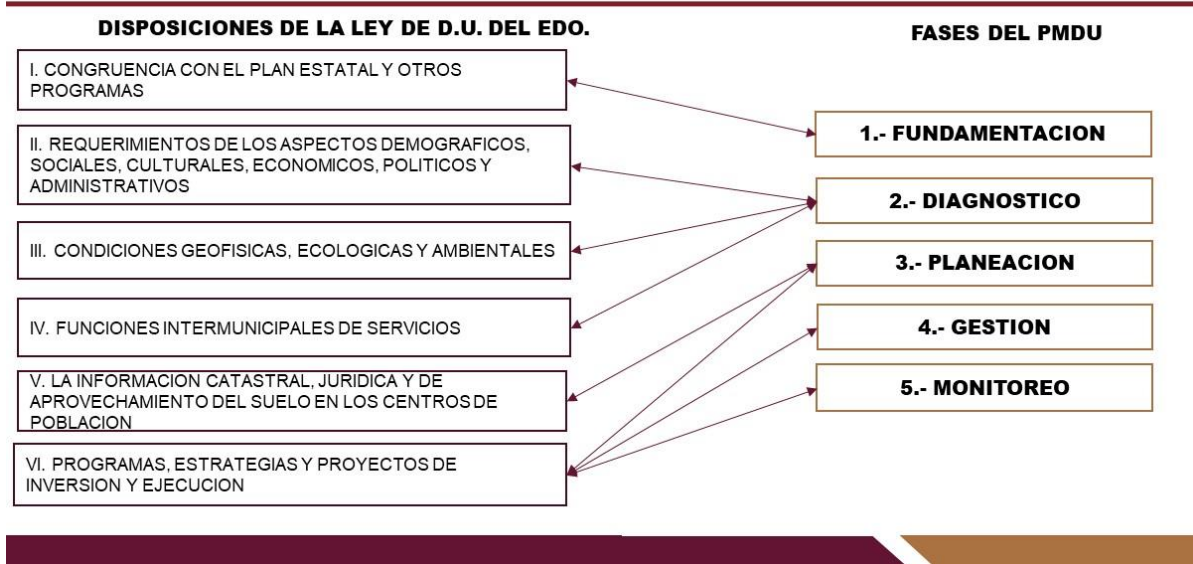 DISPOSICIONES DE LA LEY DE D.U. DEL EDO.
I. CONGRUENCIA CON EL PLAN ESTATAL Y OTROS
PROGRAMAS
II. REQUERIMIENTOS DE LOS ASPECTOS DEMOGRAFICOS,
SOCIALES, CULTURALES, ECONOMICOS, POLITICOS Y
ADMINISTRATIVOS
III. CONDICIONES GEOFISICAS, ECOLOGICAS Y AMBIENTALES
IV. FUNCIONES INTERMUNICIPALES DE SERVICIOS
V. LA INFORMACION CATASTRAL, JURIDICA Y DE
APROVECHAMIENTO DEL SUELO EN LOS CENTROS DE
POBLACION
VI. PROGRAMAS, ESTRATEGIAS Y PROYECTOS DE
INVERSION Y EJECUCION
FASES DEL PMDU
1.- FUNDAMENTACION
2.- DIAGNOSTICO
3.- PLANEACION
4.- GESTION
5.- MONITOREO